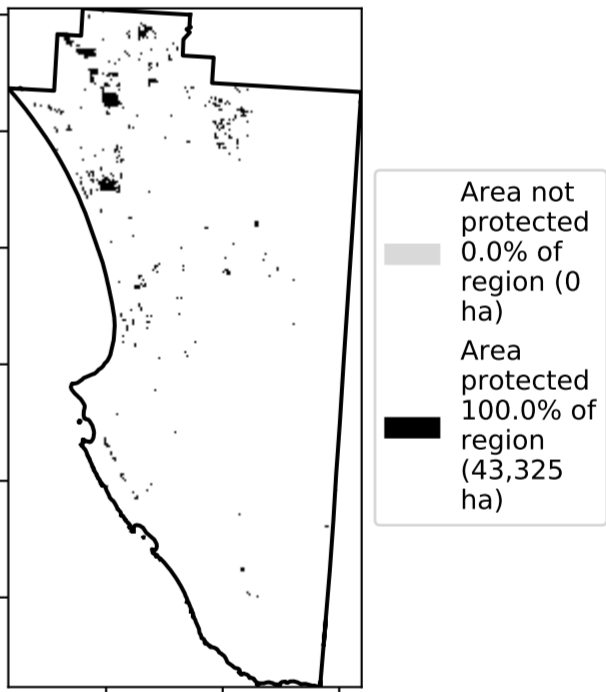 Area not
protected
0.0% of
region (0
ha)
Area
protected
100.0% of
region
(43,325
ha)